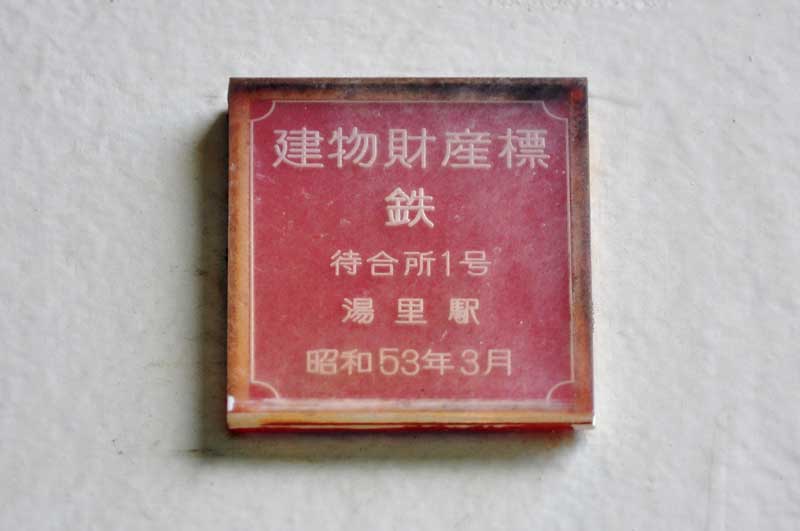 建物財産標
鉄
待合所1号
湯里駅
昭和53年3月